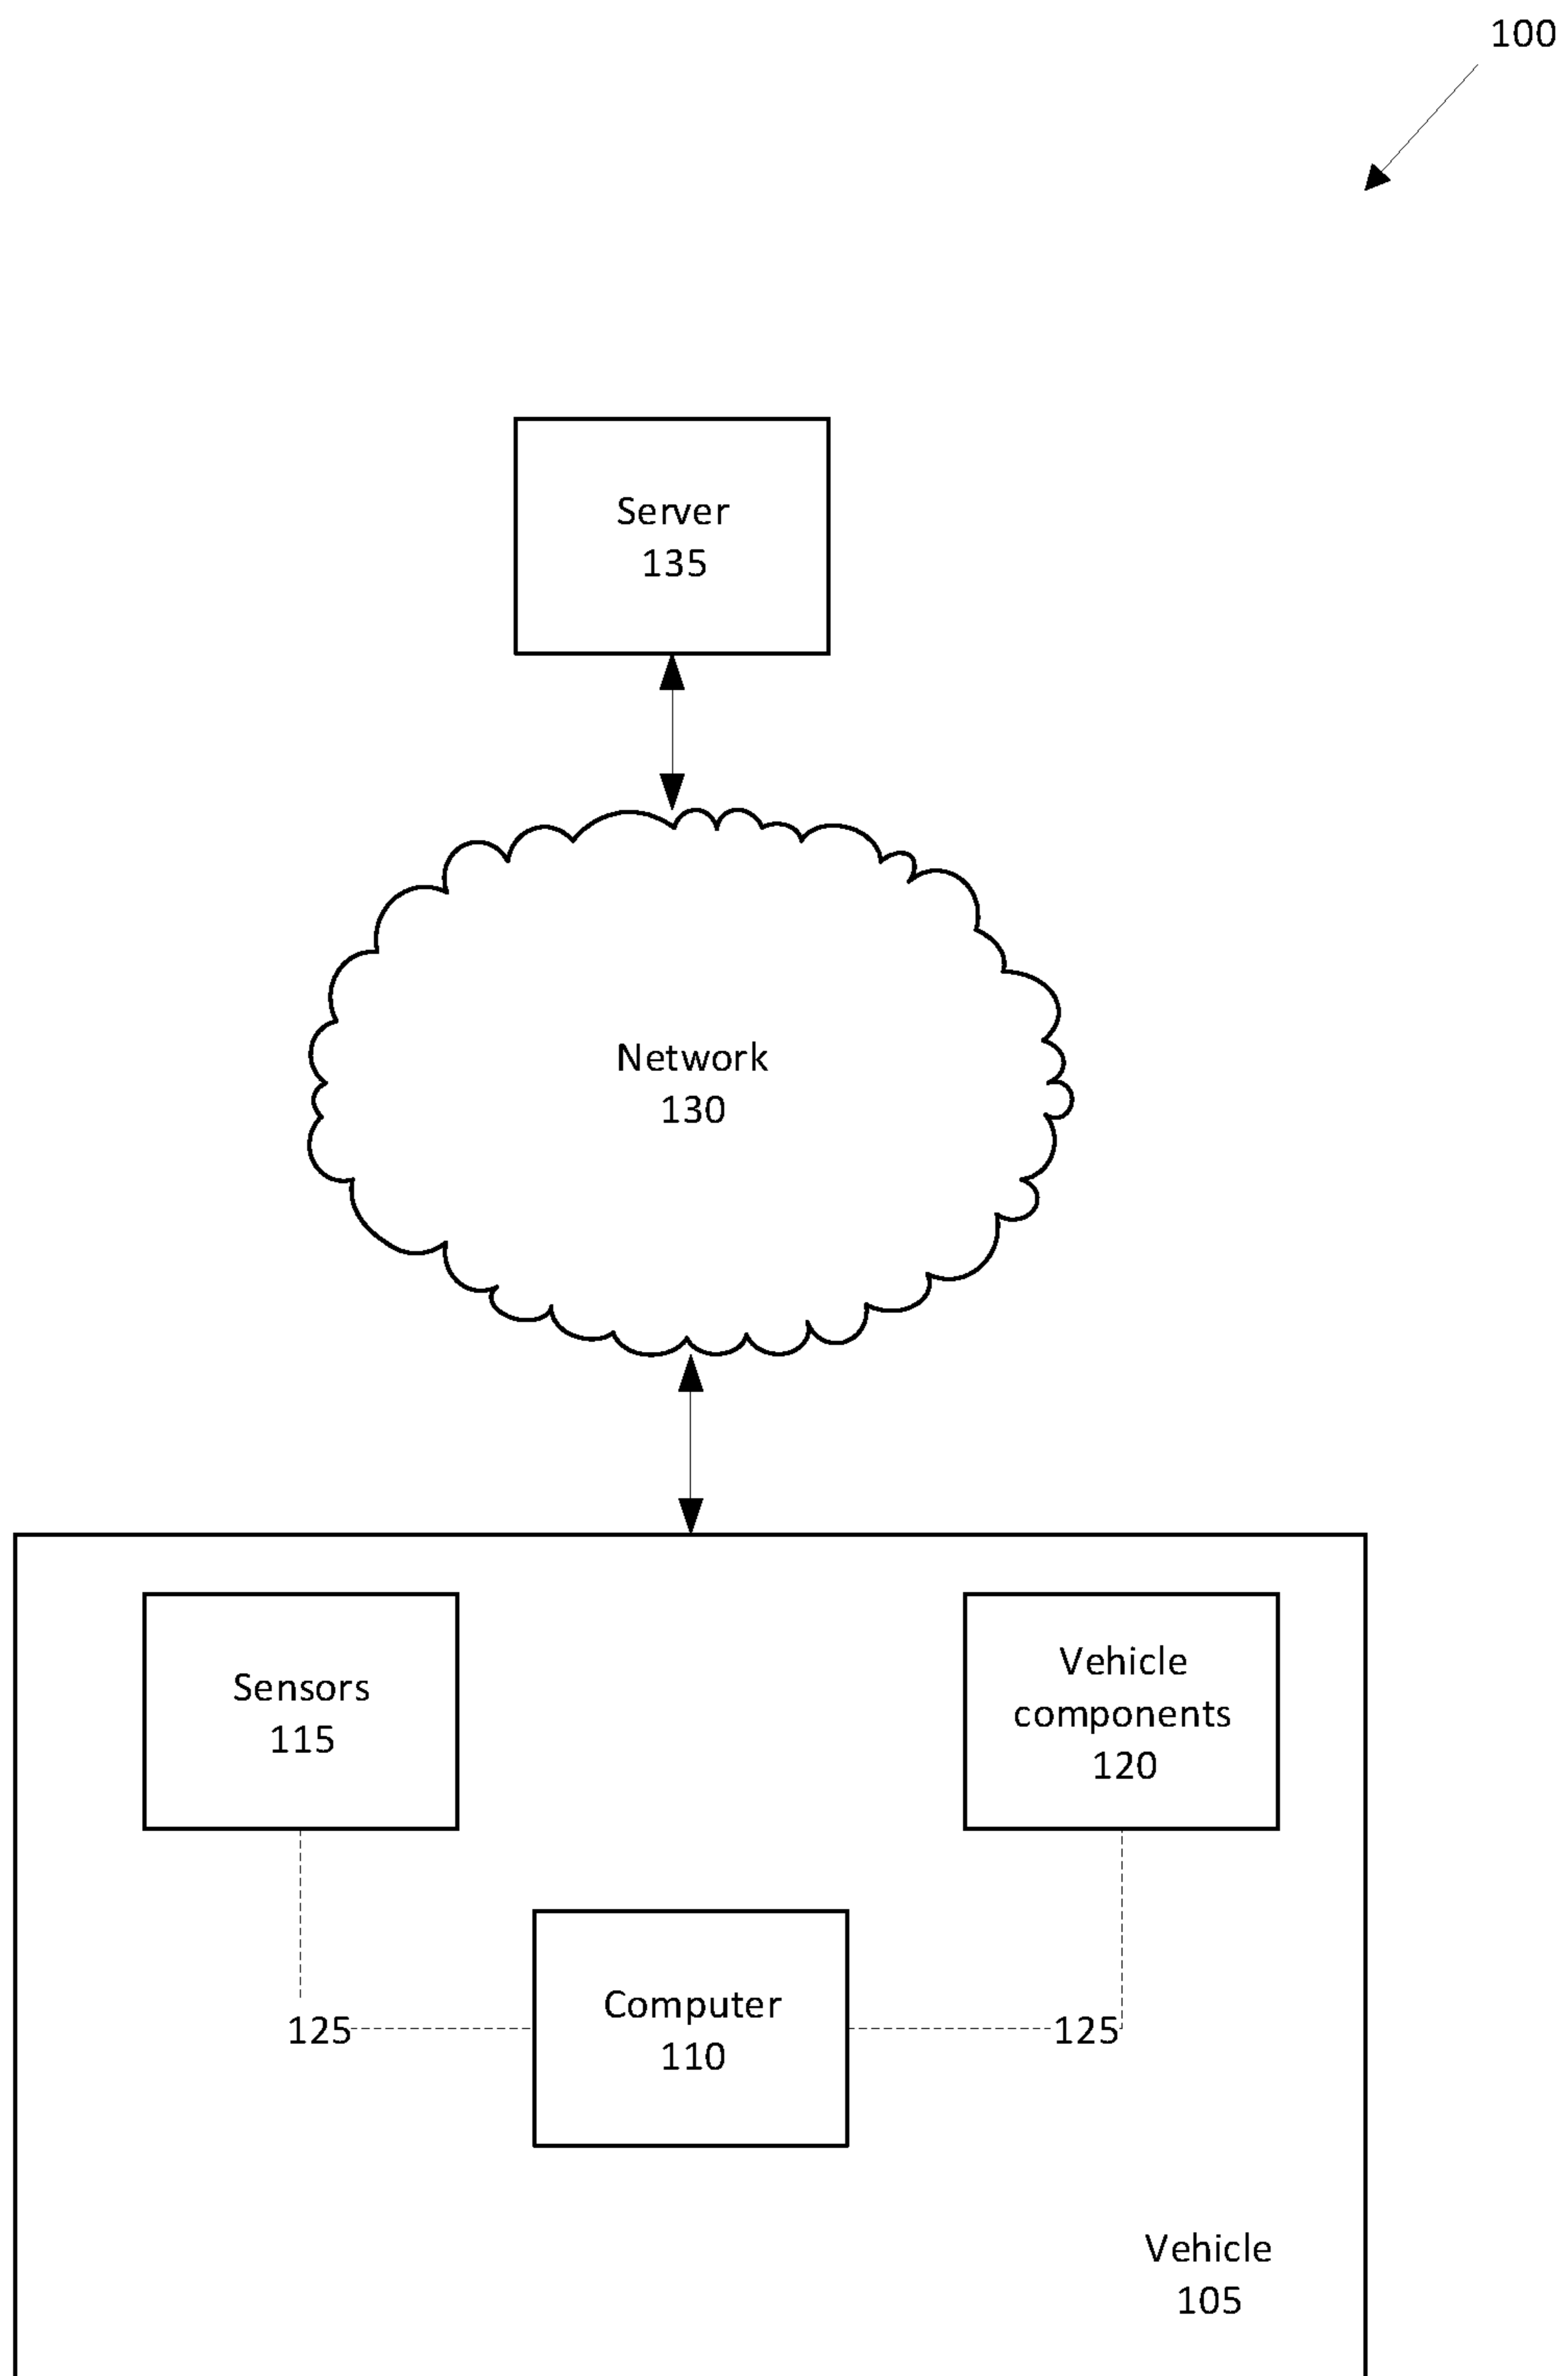 100
Server
135
Network
130
Sensors
115
Vehicle
components
120
Computer
110
125
125
Vehicle
105